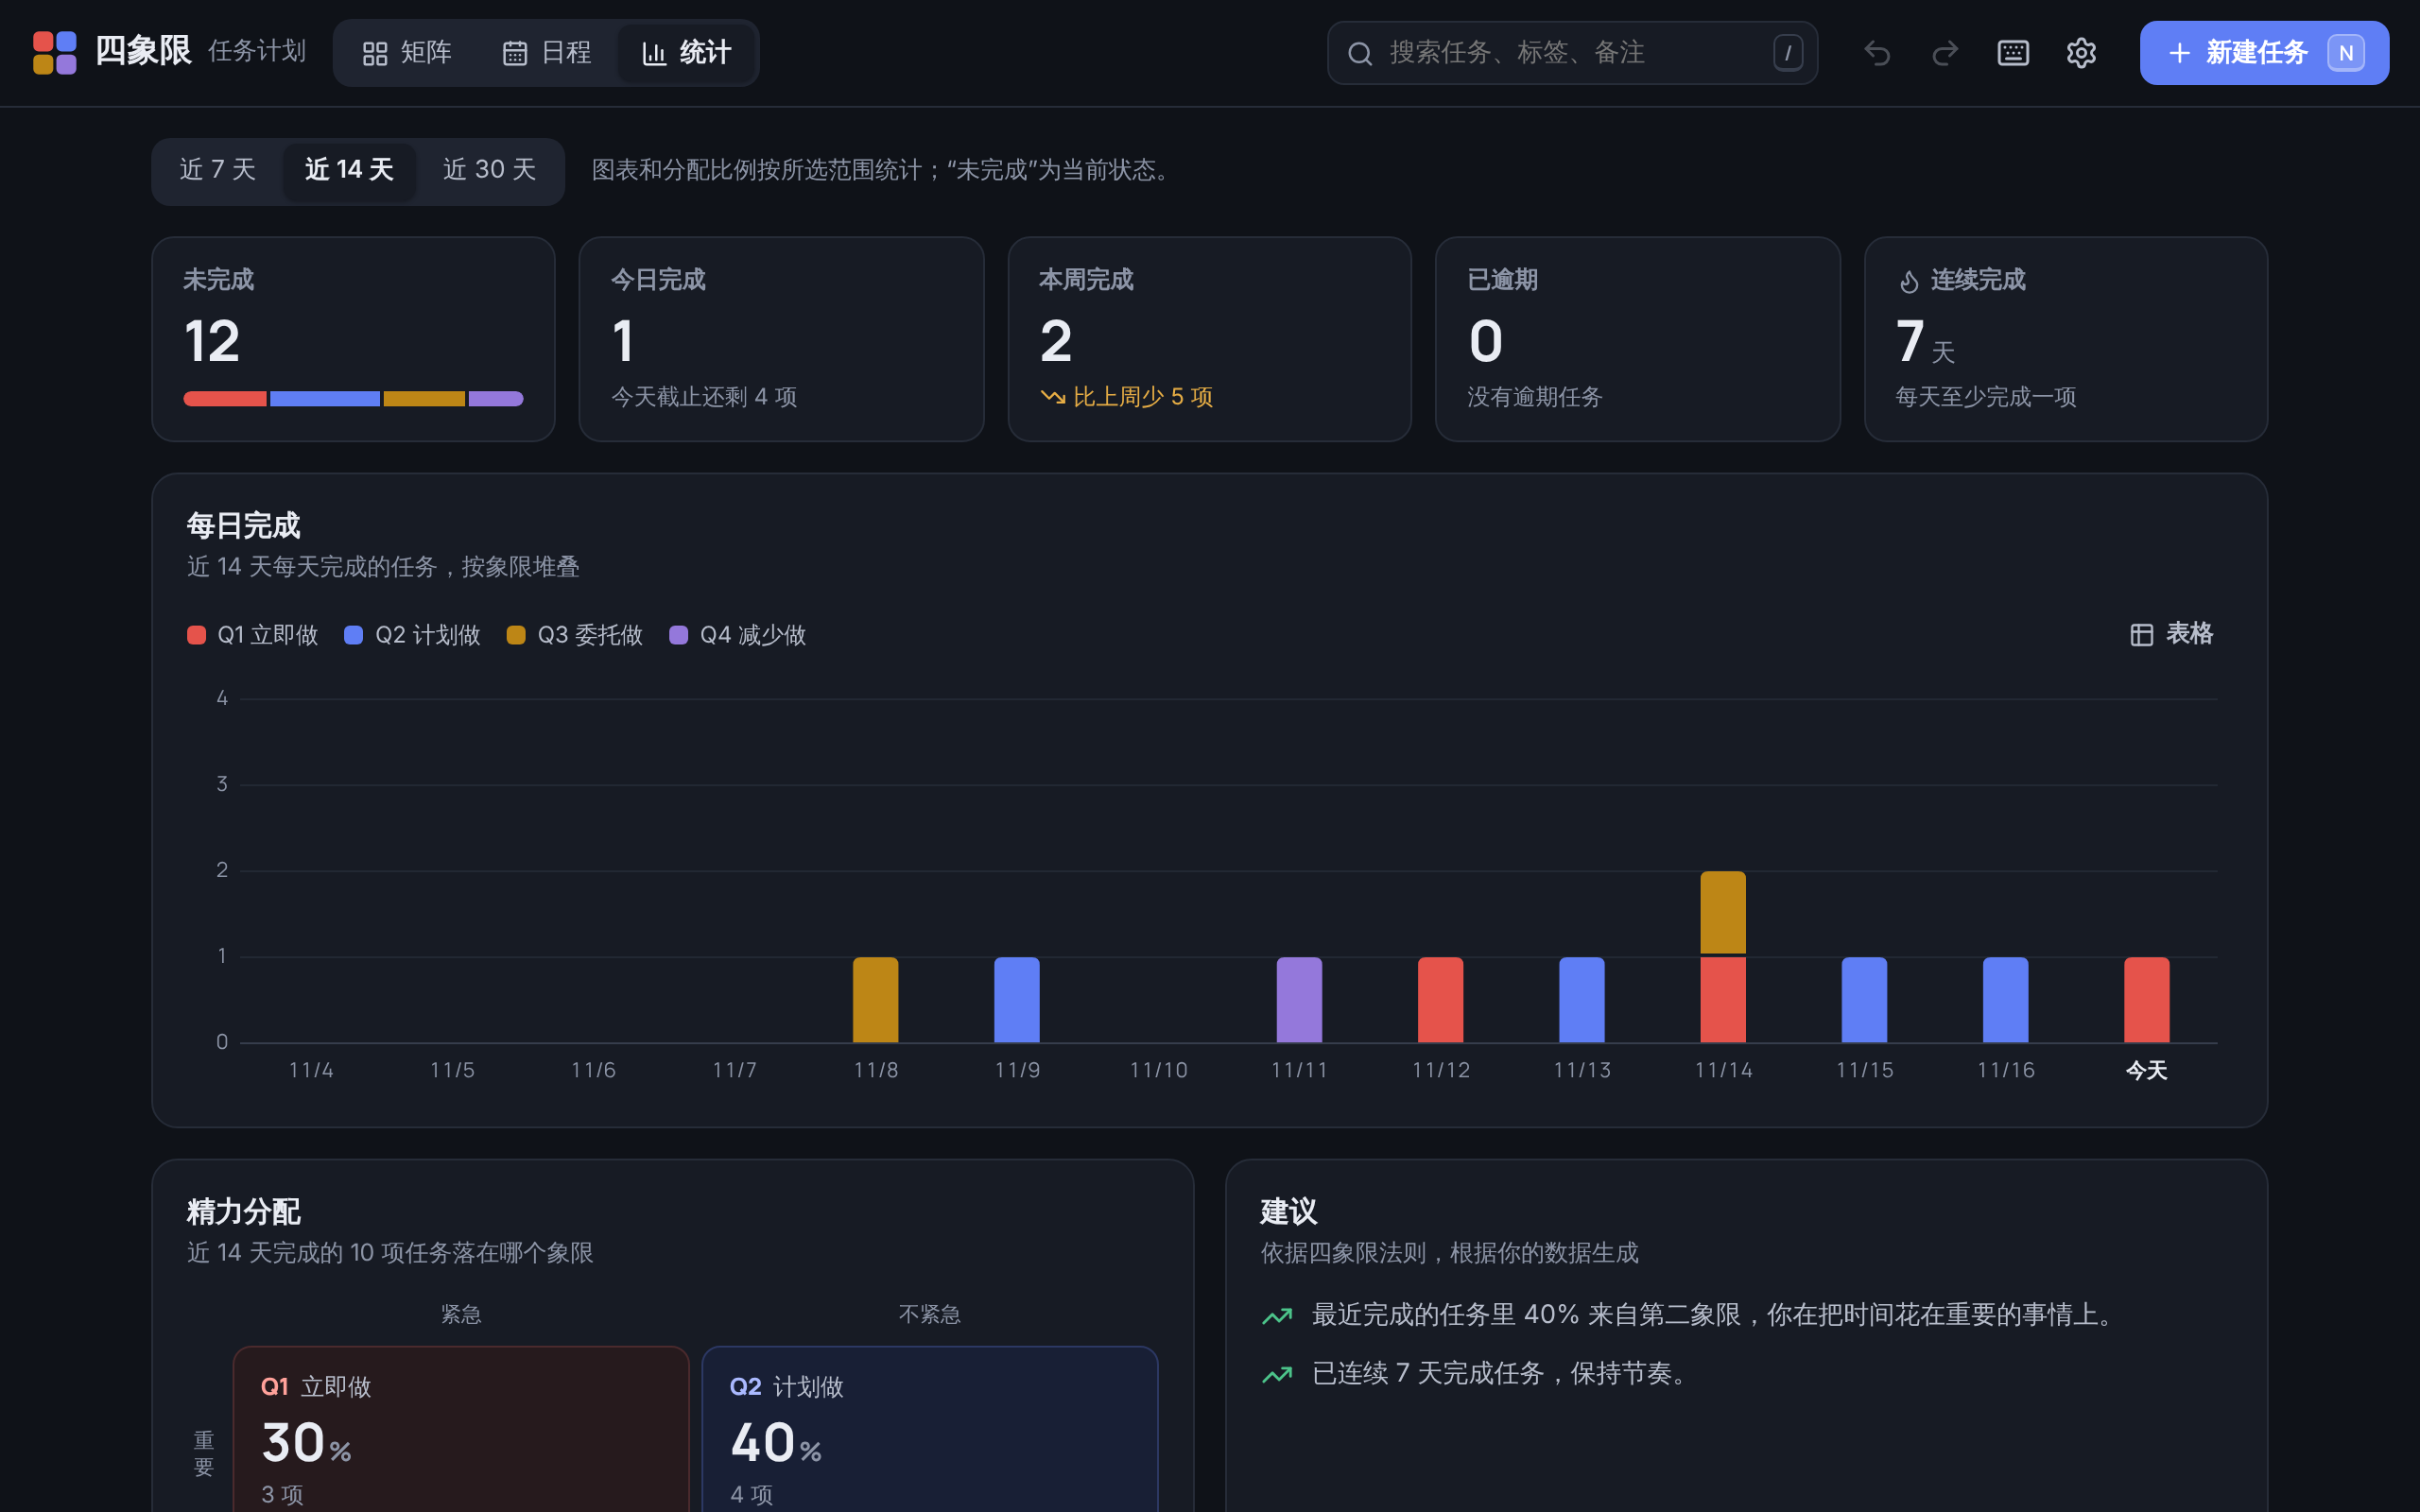 四象限 任务计划 矩阵 日程 统计 搜索任务、标签、备注 / 新建任务 N
近 7 天 近 14 天 近 30 天 图表和分配比例按所选范围统计；“未完成”为当前状态。
未完成
12
今日完成
1
今天截止还剩 4 项
本周完成
2
比上周少 5 项
已逾期
0
没有逾期任务
连续完成
7 天
每天至少完成一项
每日完成
近 14 天每天完成的任务，按象限堆叠
Q1 立即做 Q2 计划做 Q3 委托做 Q4 减少做 表格
4
3
2
1
0
11/4 11/5 11/6 11/7 11/8 11/9 11/10 11/11 11/12 11/13 11/14 11/15 11/16 今天
精力分配
近 14 天完成的 10 项任务落在哪个象限
紧急 不紧急
重要
Q1 立即做
30%
3 项
Q2 计划做
40%
4 项
建议
依据四象限法则，根据你的数据生成
最近完成的任务里 40% 来自第二象限，你在把时间花在重要的事情上。
已连续 7 天完成任务，保持节奏。